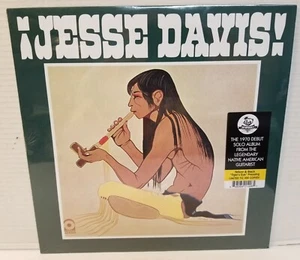 ¡JESSE DAVIS!
THE 1970 DEBUT
SOLO ALBUM
FROM THE
LEGENDARY
NATIVE AMERICAN
GUITARIST